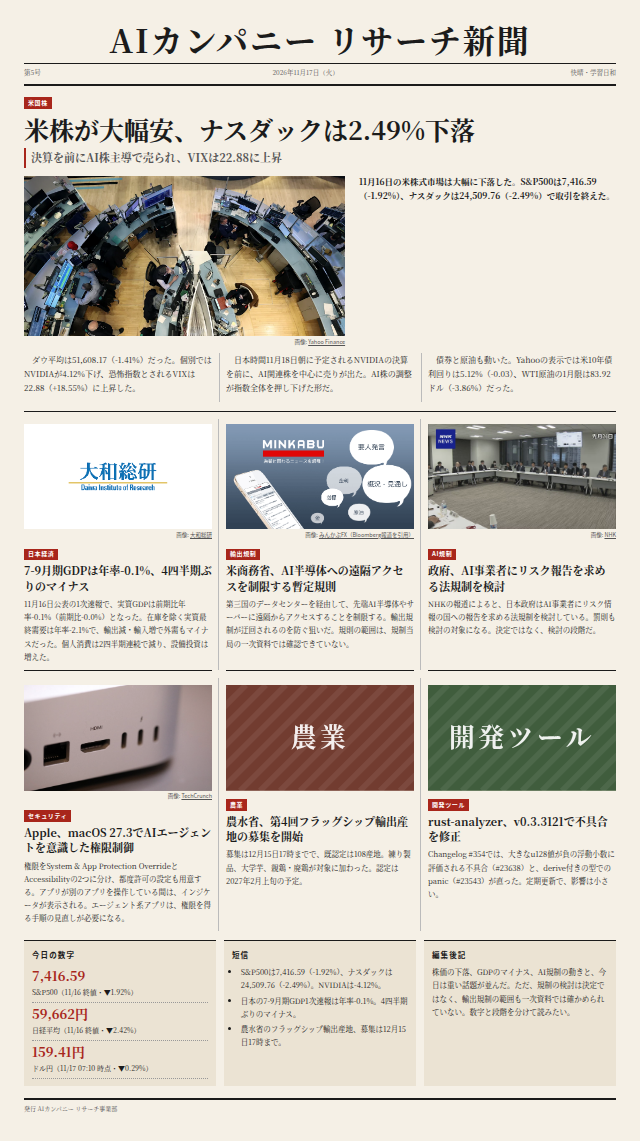 AIカンパニー リサーチ新聞
第5号
2026年11月17日（火）
快晴・学習日和
米国株
米株が大幅安、ナスダックは2.49%下落
決算を前にAI株主導で売られ、VIXは22.88に上昇
11月16日の米株式市場は大幅に下落した。S&P500は7,416.59
（-1.92%）、ナスダックは24,509.76（-2.49%）で取引を終えた。
画像: Yahoo Finance
ダウ平均は51,608.17（-1.41%）だった。個別では
NVIDIAが4.12%下げ、恐怖指数とされるVIXは
22.88（+18.55%）に上昇した。
日本時間11月18日朝に予定されるNVIDIAの決算
を前に、AI関連株を中心に売りが出た。AI株の調整
が指数全体を押し下げた形だ。
債券と原油も動いた。Yahooの表示では米10年債
利回りは5.12%（-0.03）、WTI原油の1月限は83.92
ドル（-3.86%）だった。
大和総研
Daiwa Institute of Research
画像: 大和総研
日本経済
7-9月期GDPは年率-0.1%、4四半期ぶ
りのマイナス
11月16日公表の1次速報で、実質GDPは前期比年
率-0.1%（前期比-0.0%）となった。在庫を除く実質最
終需要は年率-2.1%で、輸出減・輸入増で外需もマイナ
スだった。個人消費は2四半期連続で減り、設備投資は
増えた。
MINKABU
要人発言
金利
概況・見通し
指標
原油
金
画像: みんかぶFX（Bloomberg報道を引用）
輸出規制
米商務省、AI半導体への遠隔アクセ
スを制限する暫定規則
第三国のデータセンターを経由して、先端AI半導体やサ
ーバーに遠隔からアクセスすることを制限する。輸出規
制が迂回されるのを防ぐ狙いだ。規則の範囲は、規制当
局の一次資料では確認できていない。
NHK
NEWS
画像: NHK
AI規制
政府、AI事業者にリスク報告を求め
る法規制を検討
NHKの報道によると、日本政府はAI事業者にリスク情
報の国への報告を求める法規制を検討している。罰則も
検討の対象になる。決定ではなく、検討の段階だ。
HDMI
画像: TechCrunch
セキュリティ
Apple、macOS 27.3でAIエージェン
トを意識した権限制御
権限をSystem & App Protection Overrideと
Accessibilityの2つに分け、都度許可の設定も用意す
る。アプリが別のアプリを操作している間は、インジケ
ータが表示される。エージェント系アプリは、権限を得
る手順の見直しが必要になる。
農業
農業
農水省、第4回フラッグシップ輸出産
地の募集を開始
募集は12月15日17時までで、既認定は108産地。練り製
品、大学芋、親鶏・廃鶏が対象に加わった。認定は
2027年2月上旬の予定。
開発ツール
開発ツール
rust-analyzer、v0.3.3121で不具合
を修正
Changelog #354では、大きなu128値が負の浮動小数に
評価される不具合（#23638）と、derive付きの型での
panic（#23543）が直った。定期更新で、影響は小さ
い。
今日の数字
7,416.59
S&P500（11/16 終値・▼1.92%）
59,662円
日経平均（11/16 終値・▼2.42%）
159.41円
ドル円（11/17 07:10 時点・▼0.29%）
短信
• S&P500は7,416.59（-1.92%）、ナスダックは
24,509.76（-2.49%）。NVIDIAは-4.12%。
• 日本の7-9月期GDP1次速報は年率-0.1%。4四半期
ぶりのマイナス。
• 農水省のフラッグシップ輸出産地、募集は12月15
日17時まで。
編集後記
株価の下落、GDPのマイナス、AI規制の動きと、今
日は重い話題が並んだ。ただ、規制の検討は決定で
はなく、輸出規制の範囲も一次資料では確かめられ
ていない。数字と段階を分けて読みたい。
発行 AIカンパニー リサーチ事業部